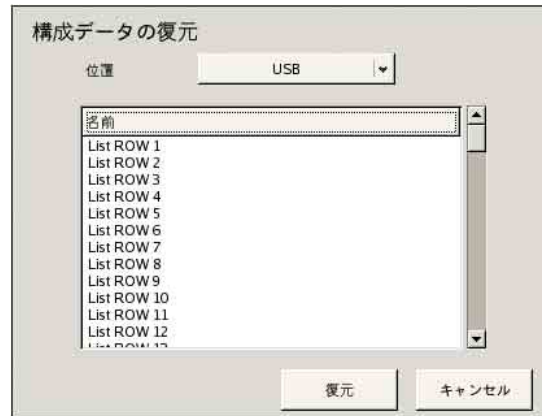 構成データの復元
位置 USB
名前
List ROW 1
List ROW 2
List ROW 3
List ROW 4
List ROW 5
List ROW 6
List ROW 7
List ROW 8
List ROW 9
List ROW 10
List ROW 11
List ROW 12
復元 キャンセル